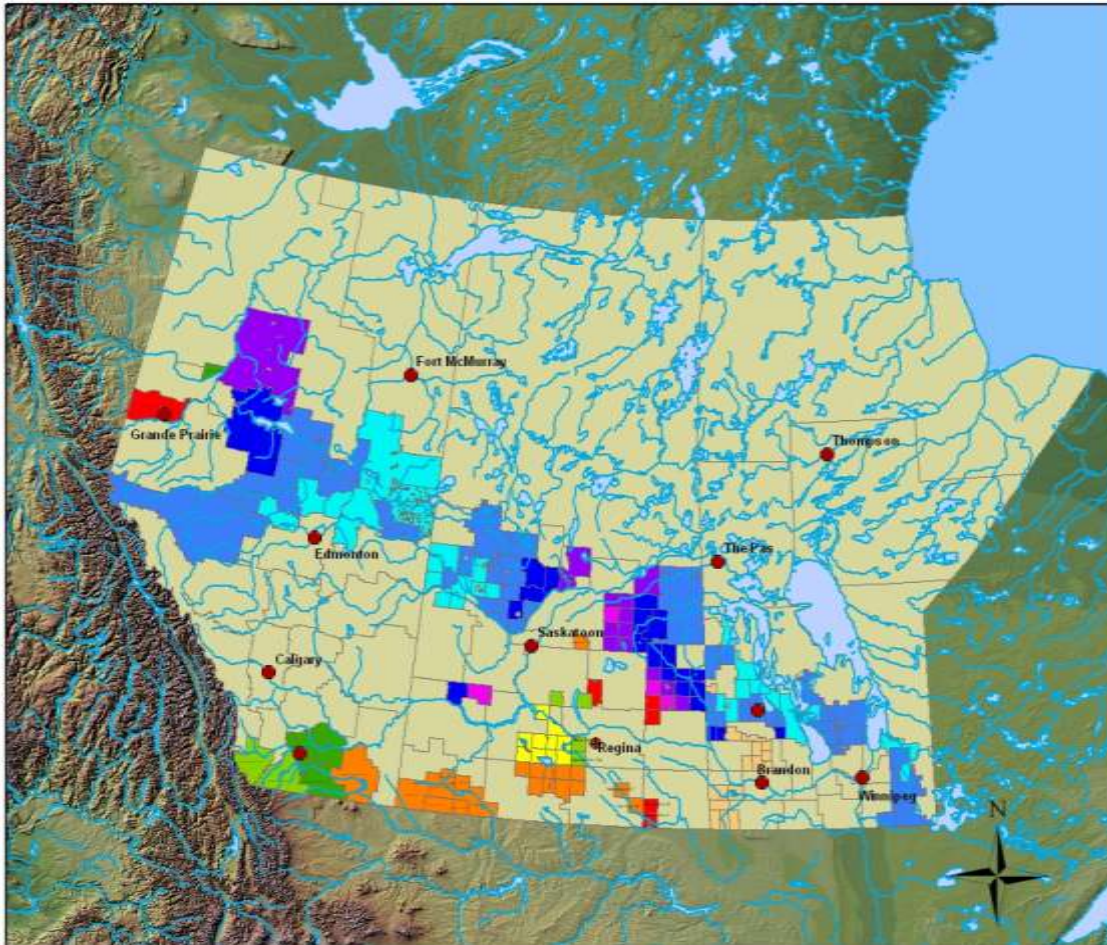 Fort McMurray
Grande Prairie
Thompson
Edmonton
The Pas
Saskatoon
Calgary
Regina
Brandon
Winnipeg
N